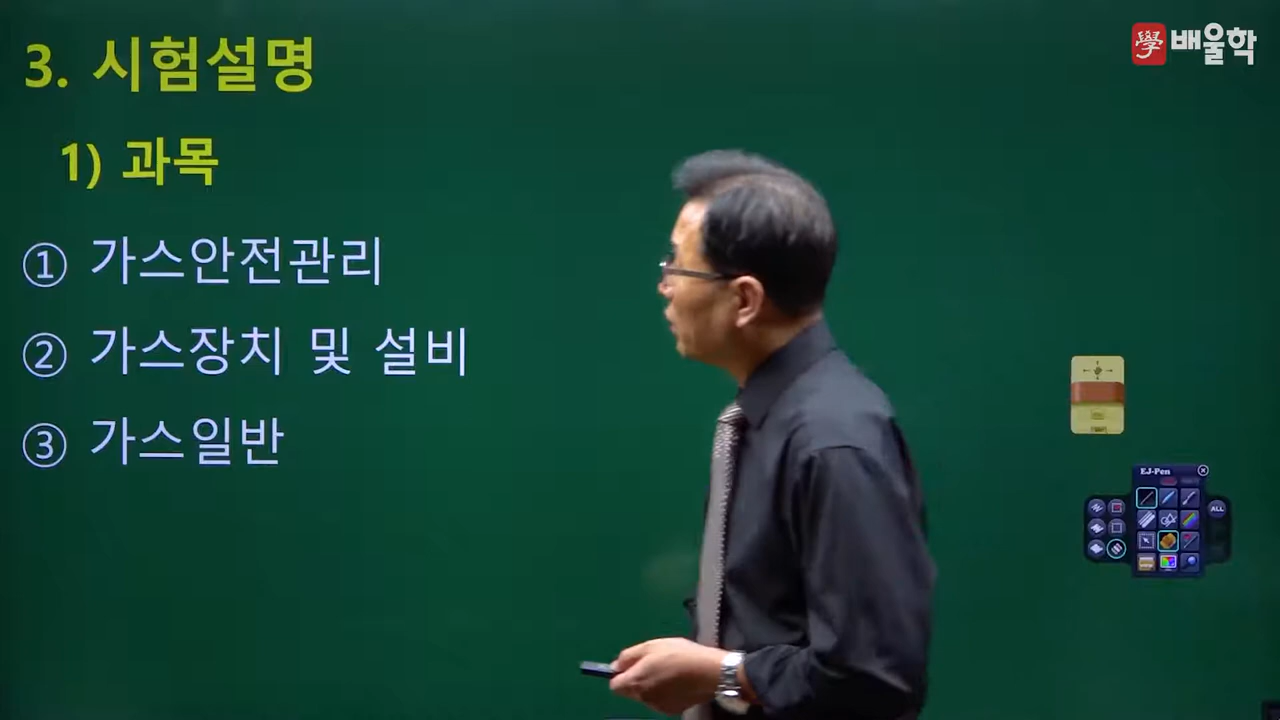 3. 시험설명
學 배울학
1) 과목
① 가스안전관리
② 가스장치 및 설비
③ 가스일반
EJ-Pen
ALL